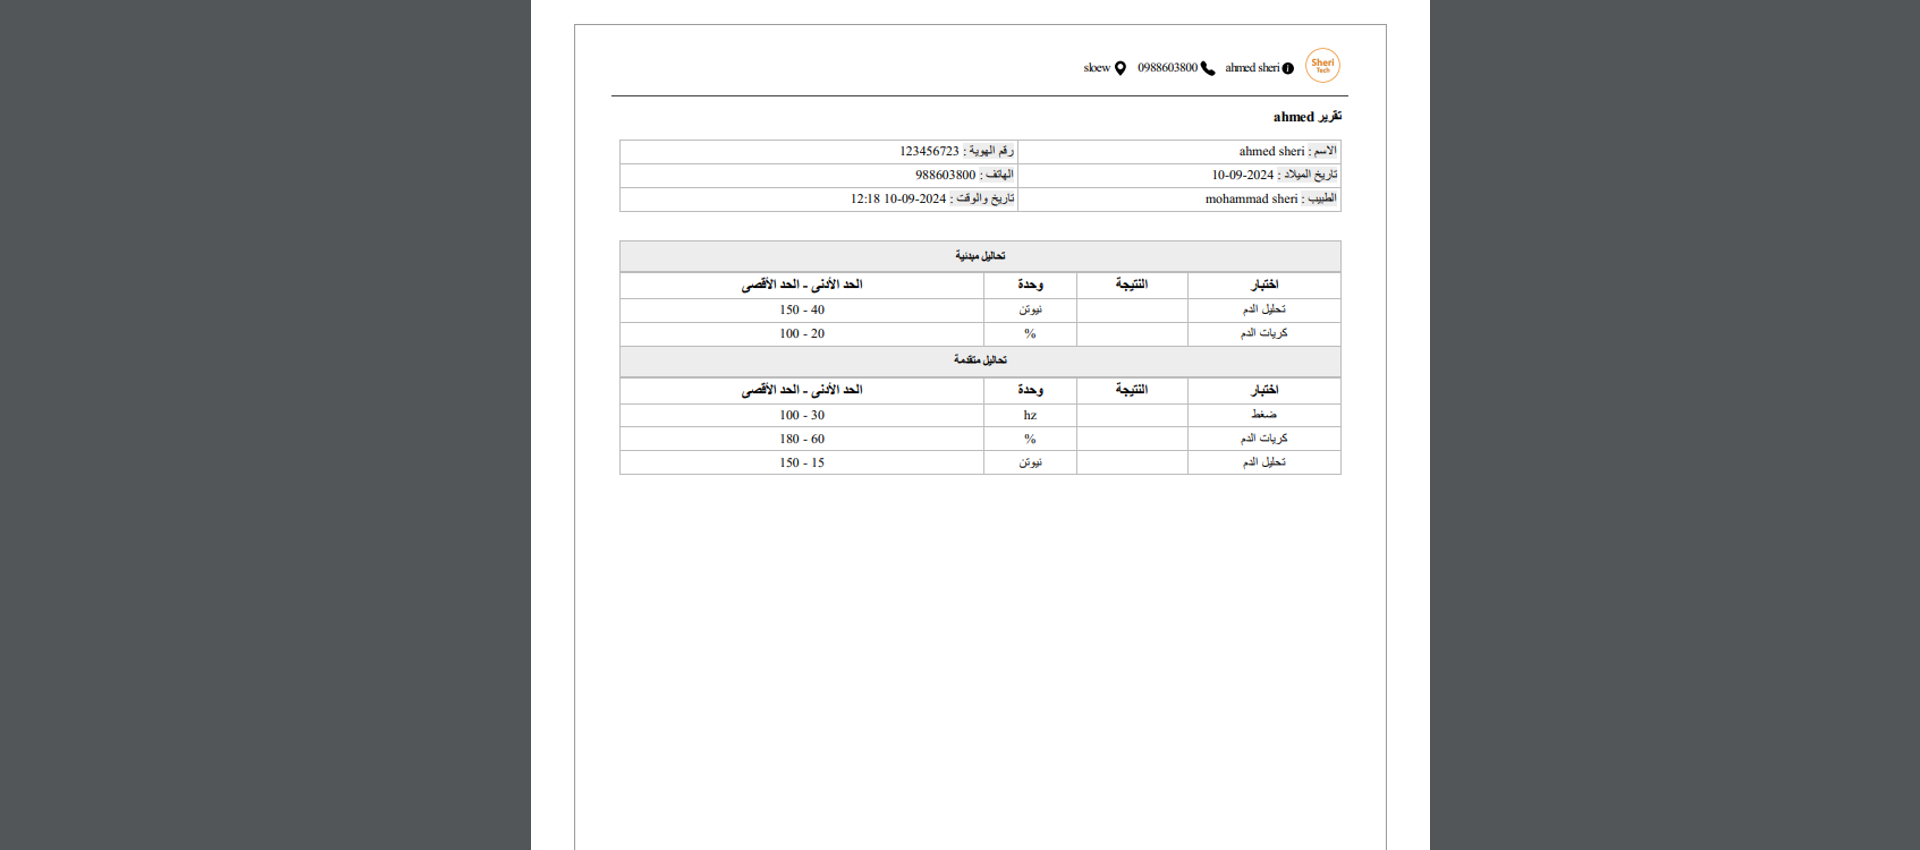 Sheri Tech ahmed sheri 0988603800 sloew
تقرير ahmed
الاسم : ahmed sheri رقم الهوية : 123456723
تاريخ الميلاد : 10-09-2024 الهاتف : 988603800
الطبيب : mohammad sheri تاريخ والوقت : 10-09-2024 12:18
تحاليل مبدئية
اختبار النتيجة وحدة الحد الأدنى - الحد الأقصى
تحليل الدم نيوتن 40 - 150
كريات الدم % 20 - 100
تحاليل متقدمة
اختبار النتيجة وحدة الحد الأدنى - الحد الأقصى
ضغط hz 30 - 100
كريات الدم % 60 - 180
تحليل الدم نيوتن 15 - 150